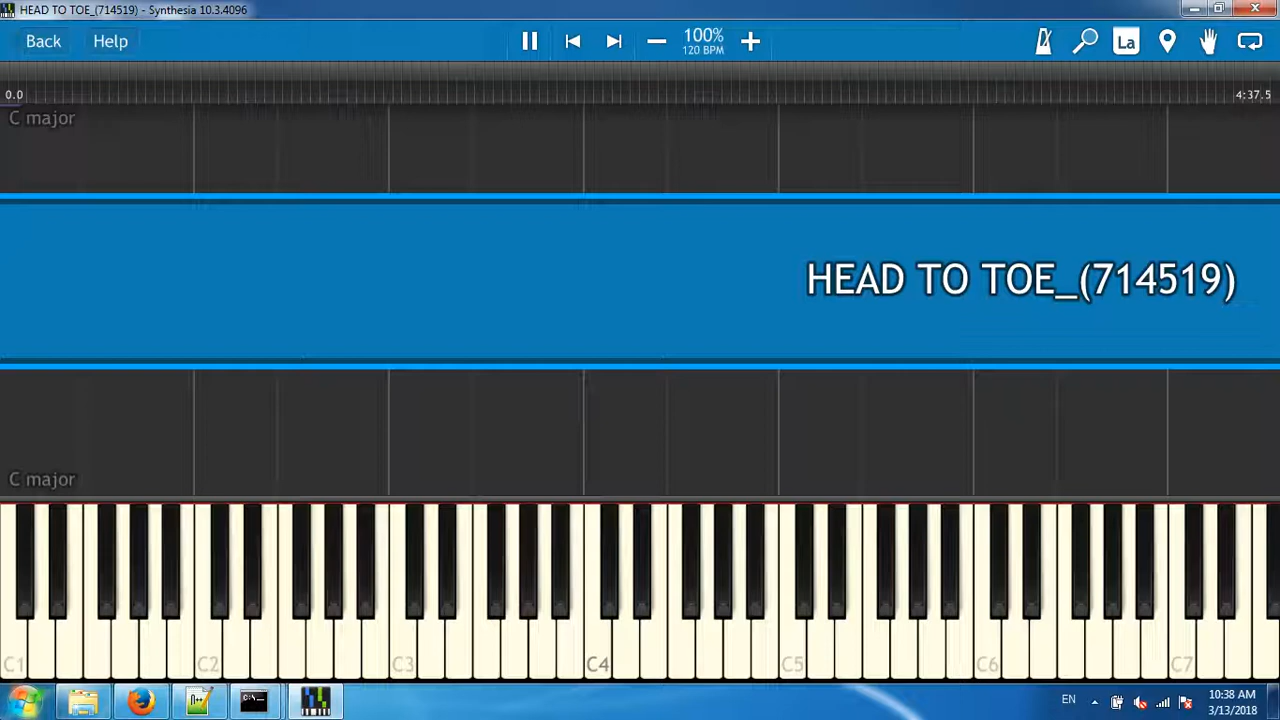 HEAD TO TOE_(714519) - Synthesia 10.3.4096
Back Help 100% La
120 BPM
0.0 4:37.5
C major
HEAD TO TOE_(714519)
C major
C1 C2 C3 C4 C5 C6 C7
EN 10:38 AM
3/13/2018